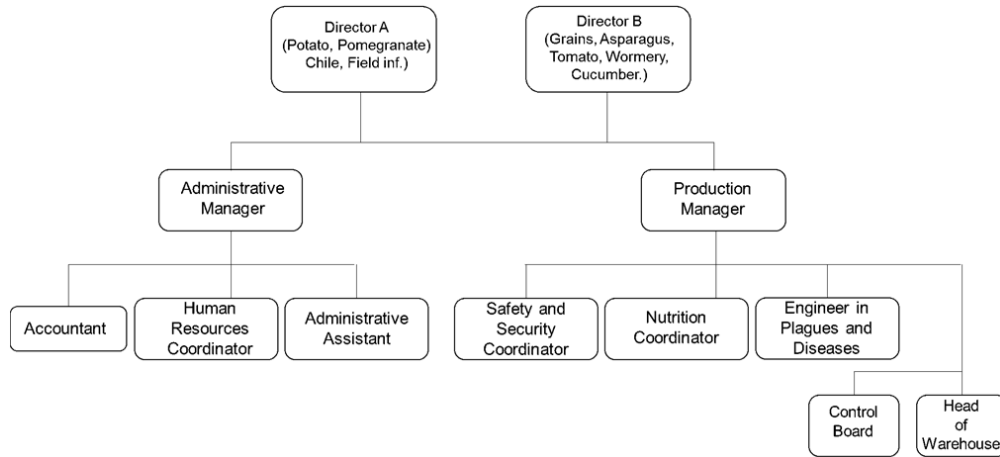 Director A
(Potato, Pomegranate)
Chile, Field inf.)
Director B
(Grains, Asparagus,
Tomato, Wormery,
Cucumber.)
Administrative
Manager
Production
Manager
Accountant
Human
Resources
Coordinator
Administrative
Assistant
Safety and
Security
Coordinator
Nutrition
Coordinator
Engineer in
Plagues and
Diseases
Control
Board
Head
of
Warehouse